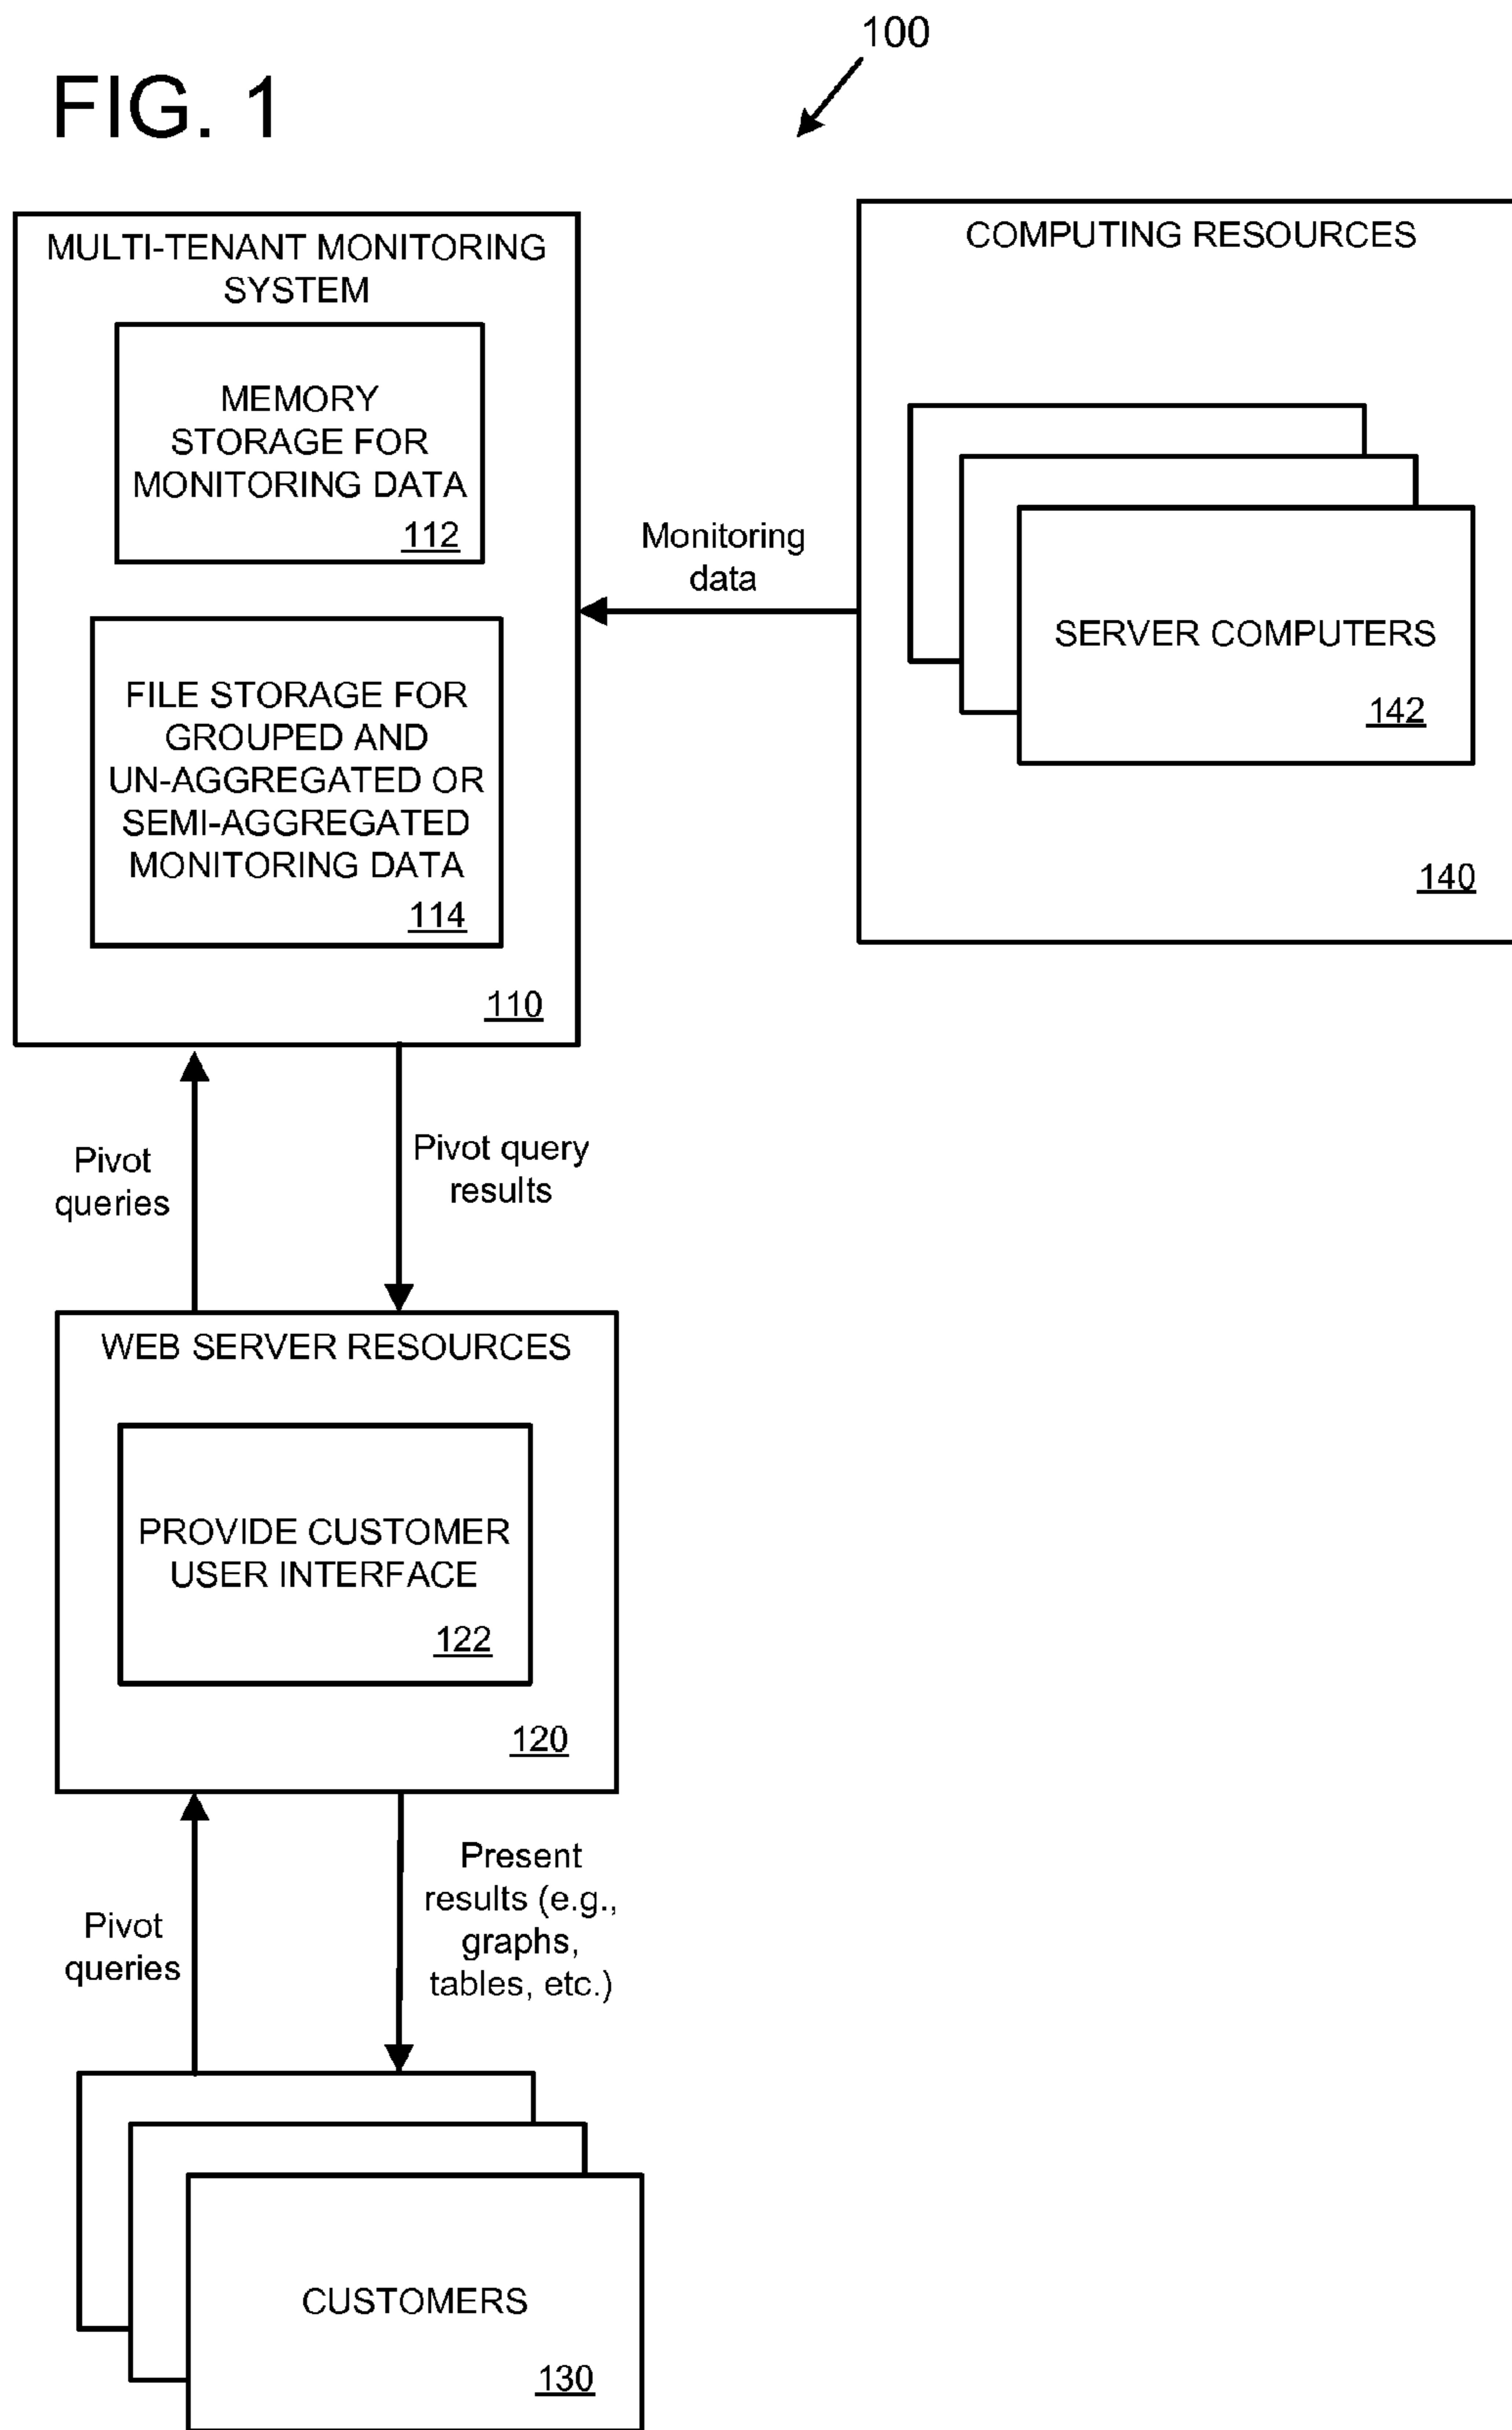 FIG. 1
100
MULTI-TENANT MONITORING
SYSTEM
MEMORY
STORAGE FOR
MONITORING DATA
112
FILE STORAGE FOR
GROUPED AND
UN-AGGREGATED OR
SEMI-AGGREGATED
MONITORING DATA
114
110
Monitoring
data
COMPUTING RESOURCES
SERVER COMPUTERS
142
140
Pivot
queries
Pivot query
results
WEB SERVER RESOURCES
PROVIDE CUSTOMER
USER INTERFACE
122
120
Pivot
queries
Present
results (e.g.,
graphs,
tables, etc.)
CUSTOMERS
130